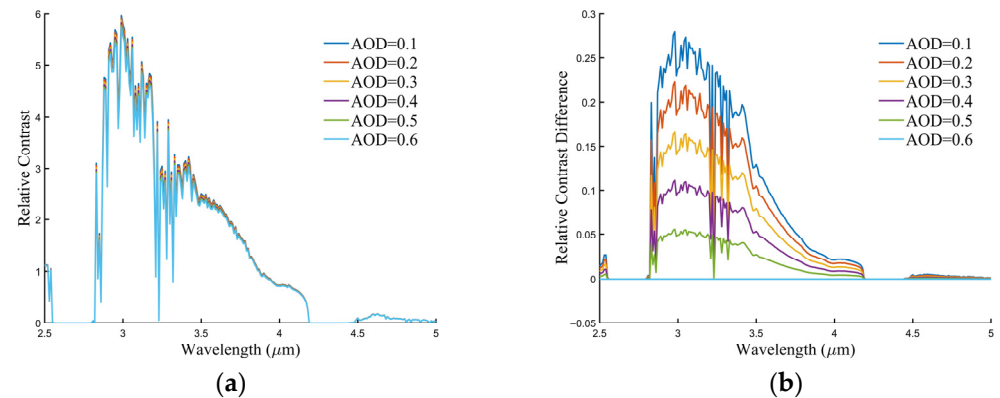 6
5
4
3
2
1
0
2.5
3
3.5
4
4.5
5
Relative Contrast
Wavelength (μm)
AOD=0.1
AOD=0.2
AOD=0.3
AOD=0.4
AOD=0.5
AOD=0.6
(a)
0.3
0.25
0.2
0.15
0.1
0.05
0
−0.05
2.5
3
3.5
4
4.5
5
Relative Contrast Difference
Wavelength (μm)
AOD=0.1
AOD=0.2
AOD=0.3
AOD=0.4
AOD=0.5
AOD=0.6
(b)